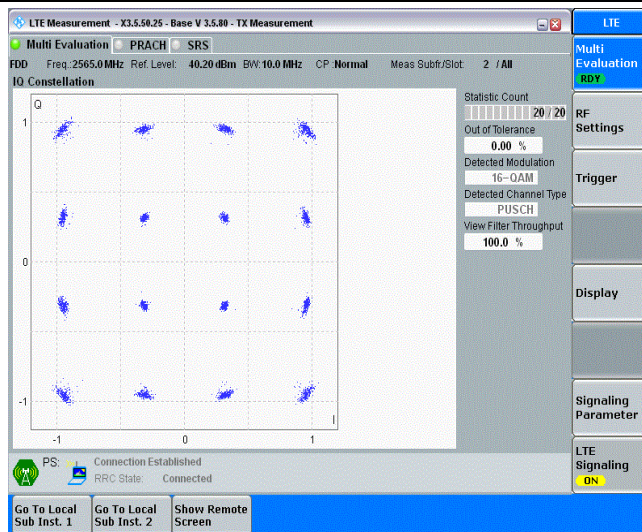 LTE Measurement - X3.5.50.25 - Base V 3.5.80 - TX Measurement
LTE
Multi Evaluation PRACH SRS
Multi
Evaluation
RDY
FDD Freq.:2565.0 MHz Ref. Level: 40.20 dBm BW:10.0 MHz CP :Normal Meas Subfr./Slot: 2 / All
IQ Constellation
Q
1
0
-1
-1 0 1
I
Statistic Count
20 / 20
Out of Tolerance
0.00 %
Detected Modulation
16-QAM
Detected Channel Type
PUSCH
View Filter Throughput
100.0 %
RF
Settings
Trigger
Display
Signaling
Parameter
LTE
Signaling
ON
PS: Connection Established
RRC State: Connected
Go To Local
Sub Inst. 1
Go To Local
Sub Inst. 2
Show Remote
Screen